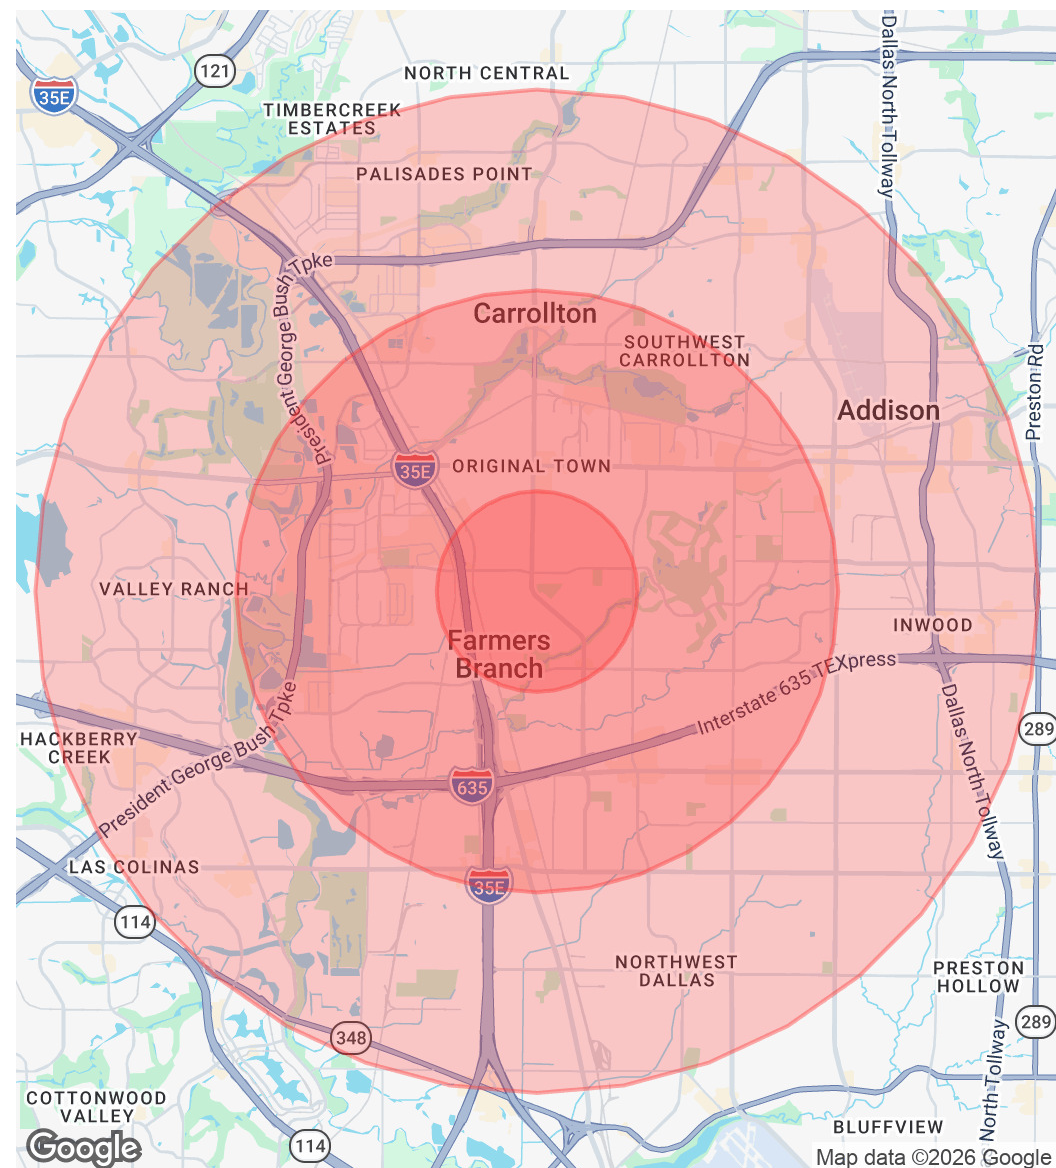 121
35E
NORTH CENTRAL
TIMBERCREEK
ESTATES
PALISADES POINT
Dallas North Tollway
President George Bush Tpke
Carrollton
SOUTHWEST
CARROLLTON
Preston Rd
Addison
35E
ORIGINAL TOWN
VALLEY RANCH
INWOOD
Farmers
Branch
Interstate 635 TEXpress
289
HACKBERRY
CREEK
President George Bush Tpke
635
Dallas North Tollway
LAS COLINAS
35E
114
NORTHWEST
DALLAS
PRESTON
HOLLOW
289
348
North Tollway
COTTONWOOD
VALLEY
BLUFFVIEW
114
Google
Map data ©2026 Google